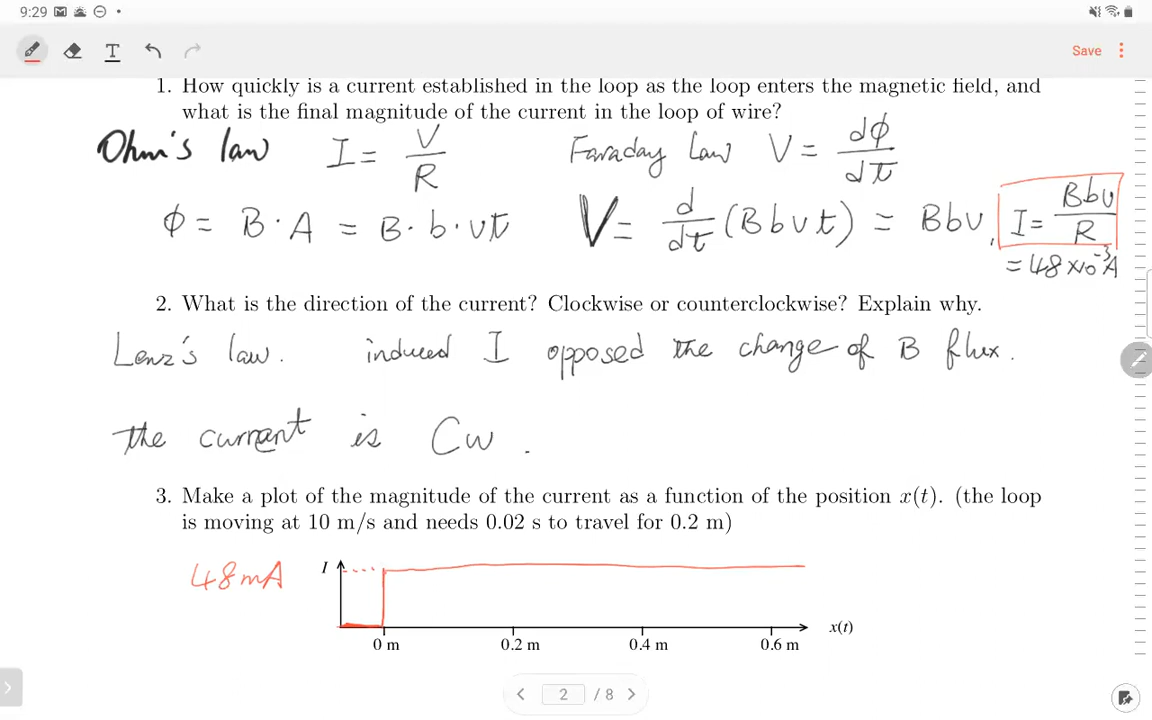 9:29
T
Save
1. How quickly is a current established in the loop as the loop enters the magnetic field, and
what is the final magnitude of the current in the loop of wire?
Ohm's law I = V/R Faraday Law V = dϕ/dt
ϕ = B · A = B · b · vt V = d/dt (Bbvt) = Bbv, I = Bbv/R
= 48 x10⁻³A
2. What is the direction of the current? Clockwise or counterclockwise? Explain why.
Lenz's law. induced I opposed the change of B flux.
the current is Cw.
3. Make a plot of the magnitude of the current as a function of the position x(t). (the loop
is moving at 10 m/s and needs 0.02 s to travel for 0.2 m)
48mA I
x(t)
0 m 0.2 m 0.4 m 0.6 m
2 / 8